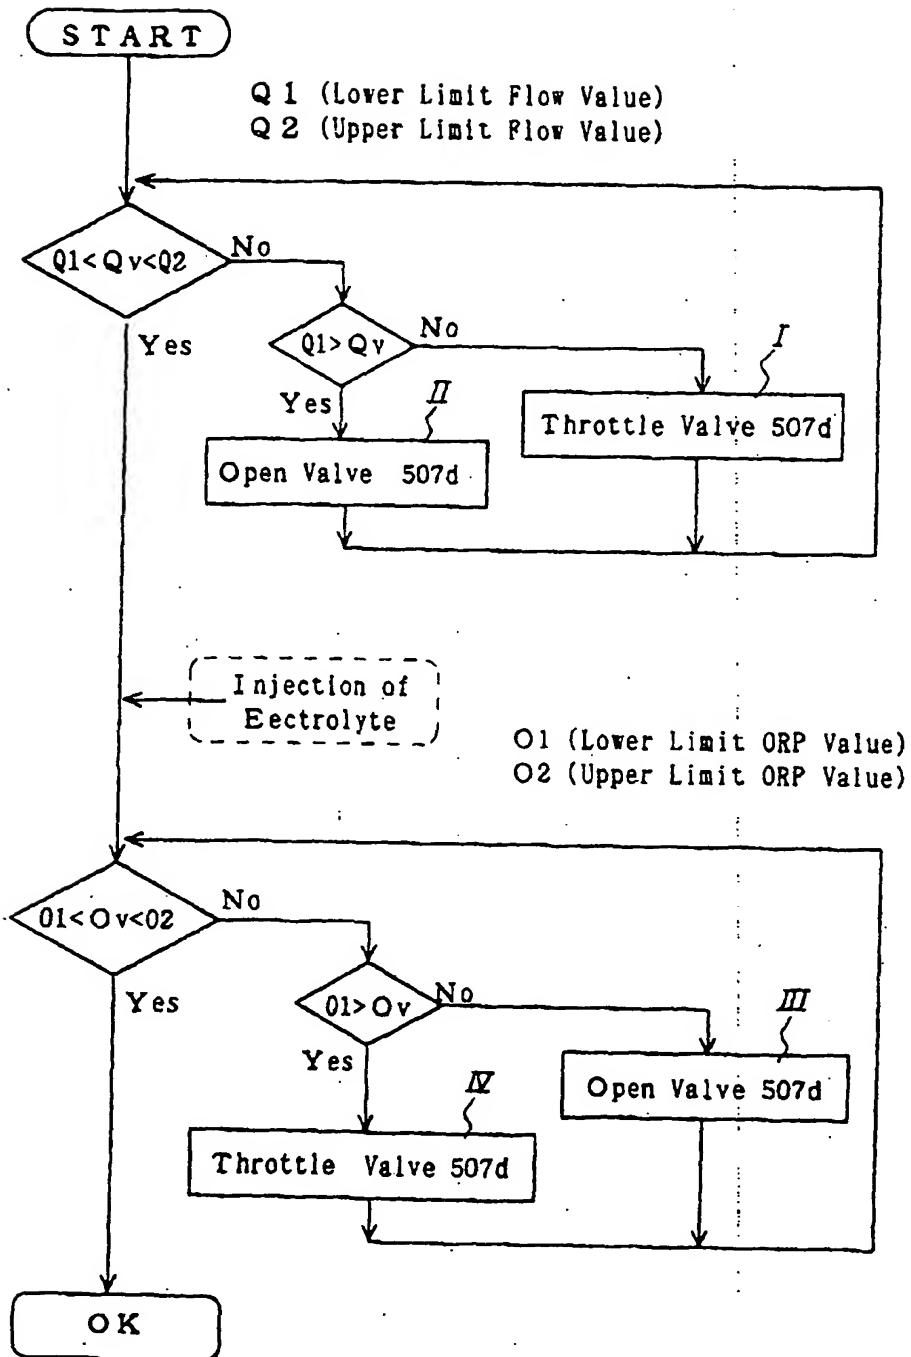 START
Q1 (Lower Limit Flow Value)
Q2 (Upper Limit Flow Value)
Q1<Qv<Q2
No
Yes
Q1>Qv
No
Yes
I
Throttle Valve 507d
II
Open Valve 507d
Injection of
Eectrolyte
O1 (Lower Limit ORP Value)
O2 (Upper Limit ORP Value)
O1<Ov<O2
No
Yes
O1>Ov
No
Yes
III
Open Valve 507d
IV
Throttle Valve 507d
OK